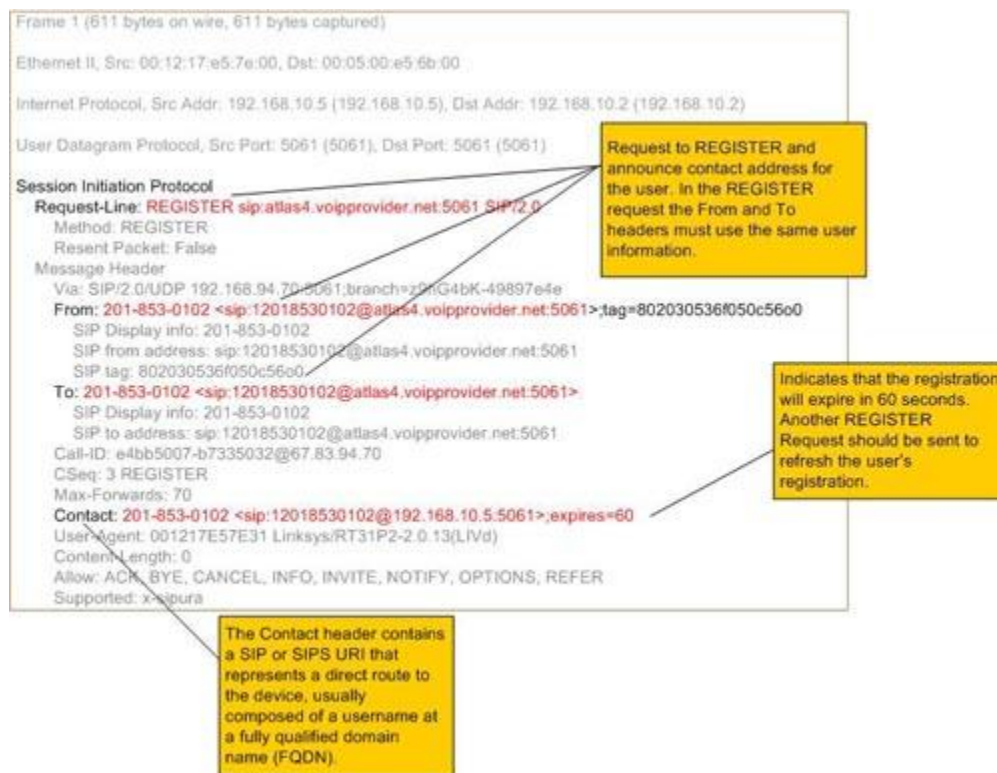 Frame 1 (611 bytes on wire, 611 bytes captured)
Ethernet II, Src: 00:12:17:e5:7e:00, Dst: 00:05:00:e5:6b:00
Internet Protocol, Src Addr: 192.168.10.5 (192.168.10.5), Dst Addr: 192.168.10.2 (192.168.10.2)
User Datagram Protocol, Src Port: 5061 (5061), Dst Port: 5061 (5061)
Session Initiation Protocol
Request-Line: REGISTER sip:atlas4.voipprovider.net:5061 SIP/2.0
Method: REGISTER
Resent Packet: False
Message Header
Via: SIP/2.0/UDP 192.168.94.70:5061;branch=z9hG4bK-49897e4e
From: 201-853-0102 <sip:12018530102@atlas4.voipprovider.net:5061>;tag=802030536f050c56o0
SIP Display info: 201-853-0102
SIP from address: sip:12018530102@atlas4.voipprovider.net:5061
SIP tag: 802030536f050c56o0
To: 201-853-0102 <sip:12018530102@atlas4.voipprovider.net:5061>
SIP Display info: 201-853-0102
SIP to address: sip:12018530102@atlas4.voipprovider.net:5061
Call-ID: e4bb5007-b7335032@67.83.94.70
CSeq: 3 REGISTER
Max-Forwards: 70
Contact: 201-853-0102 <sip:12018530102@192.168.10.5:5061>;expires=60
User-Agent: 001217E57E31 Linksys/RT31P2-2.0.13(LIVd)
Content-Length: 0
Allow: ACK, BYE, CANCEL, INFO, INVITE, NOTIFY, OPTIONS, REFER
Supported: x-sipura
Request to REGISTER and
announce contact address for
the user. In the REGISTER
request the From and To
headers must use the same user
information.
Indicates that the registration
will expire in 60 seconds.
Another REGISTER
Request should be sent to
refresh the user's
registration.
The Contact header contains
a SIP or SIPS URI that
represents a direct route to
the device, usually
composed of a username at
a fully qualified domain
name (FQDN).